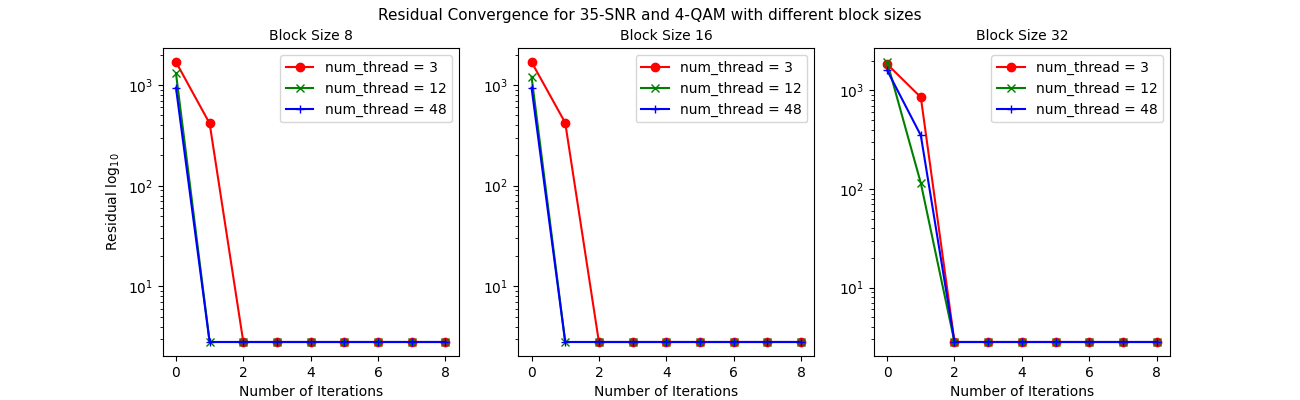 Residual Convergence for 35-SNR and 4-QAM with different block sizes
Block Size 8
10³
10²
10¹
Residual log₁₀
num_thread = 3
num_thread = 12
num_thread = 48
0 2 4 6 8
Number of Iterations
Block Size 16
10³
10²
10¹
num_thread = 3
num_thread = 12
num_thread = 48
0 2 4 6 8
Number of Iterations
Block Size 32
10³
10²
10¹
num_thread = 3
num_thread = 12
num_thread = 48
0 2 4 6 8
Number of Iterations